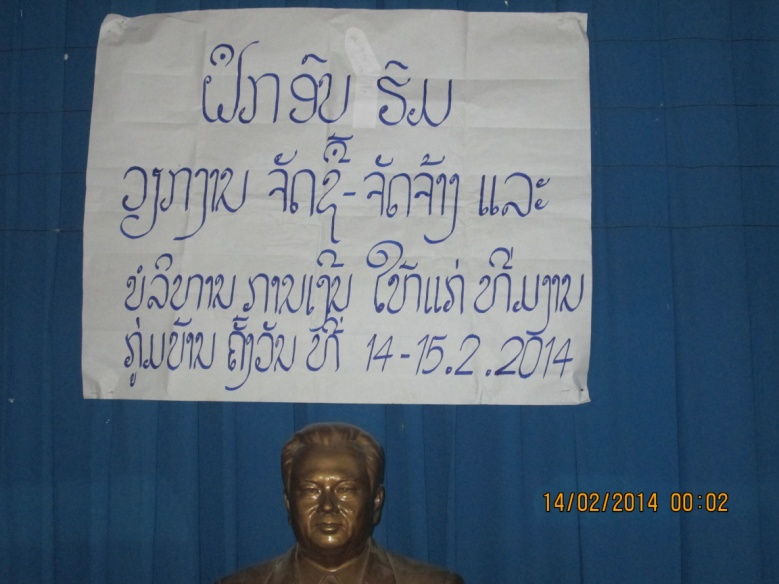 ຝຶກອົບ ຮົມ
ວຽກງານ ຈັດຊື້-ຈັດຈ້າງ ແລະ
ບໍລິຫານ ການເງິນ ໃຫ້ແກ່ ທີມງານ
ກຸ່ມບ້ານ ຄັ້ງວັນ ທີ່ 14-15.2.2014
14/02/2014 00:02